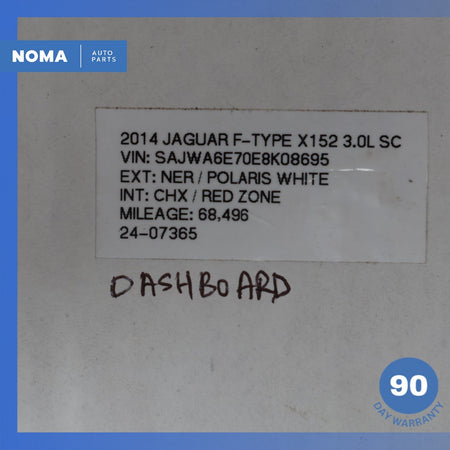 NOMA
AUTO
PARTS
2014 JAGUAR F-TYPE X152 3.0L SC
VIN: SAJWA6E70E8K08695
EXT: NER / POLARIS WHITE
INT: CHX / RED ZONE
MILEAGE: 68,496
24-07365
DASHBOARD
90
DAY WARRANTY